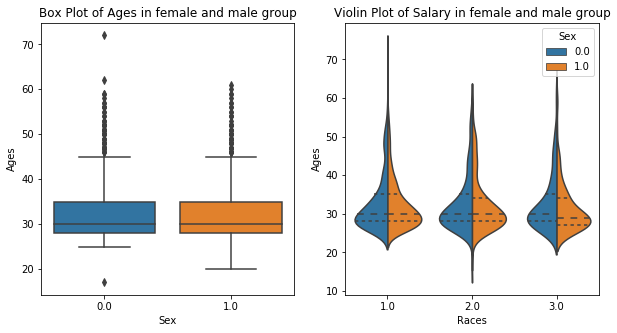 Box Plot of Ages in female and male group
Ages
70
60
50
40
30
20
0.0
1.0
Sex
Violin Plot of Salary in female and male group
Sex
0.0
1.0
Ages
70
60
50
40
30
20
10
1.0
2.0
3.0
Races